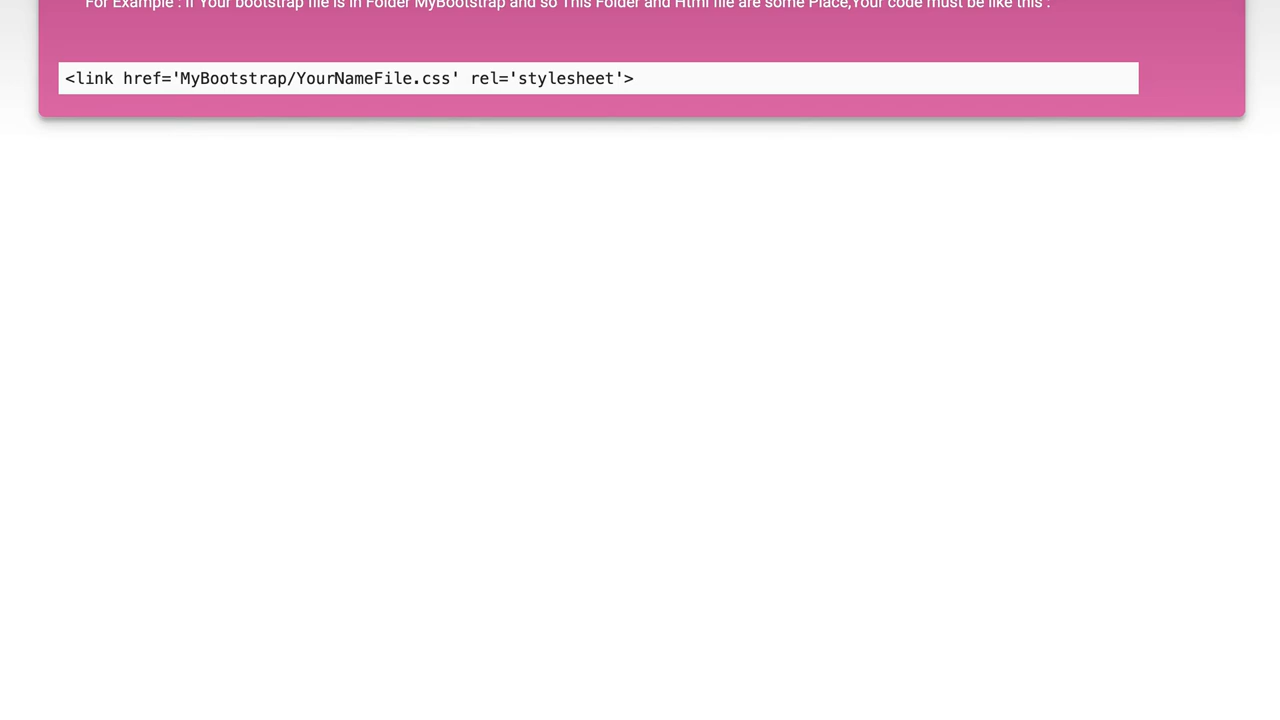 For Example : If Your bootstrap file is in Folder MyBootstrap and so This Folder and Html file are some Place,Your code must be like this :
<link href='MyBootstrap/YourNameFile.css' rel='stylesheet'>